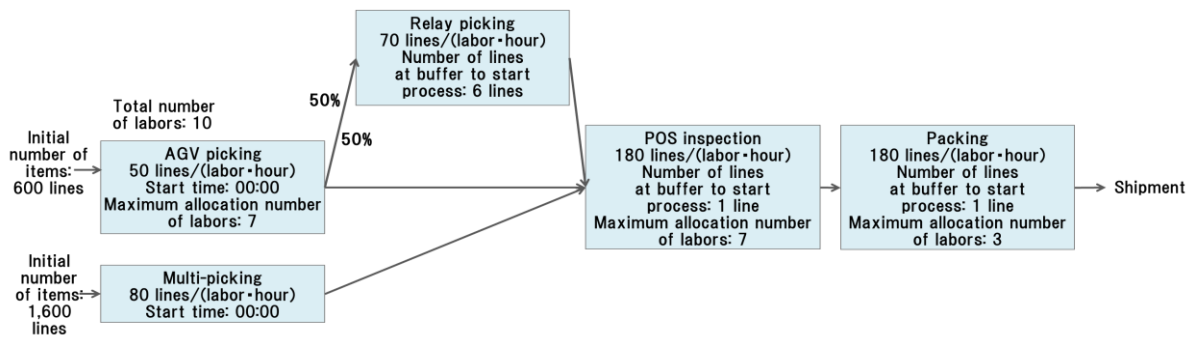 Relay picking
70 lines/(labor・hour)
Number of lines
at buffer to start
process: 6 lines
50%
50%
Total number
of labors: 10
Initial
number of
items:
600 lines
AGV picking
50 lines/(labor・hour)
Start time: 00:00
Maximum allocation number
of labors: 7
POS inspection
180 lines/(labor・hour)
Number of lines
at buffer to start
process: 1 line
Maximum allocation number
of labors: 7
Packing
180 lines/(labor・hour)
Number of lines
at buffer to start
process: 1 line
Maximum allocation number
of labors: 3
Shipment
Initial
number
of items:
1,600
lines
Multi-picking
80 lines/(labor・hour)
Start time: 00:00